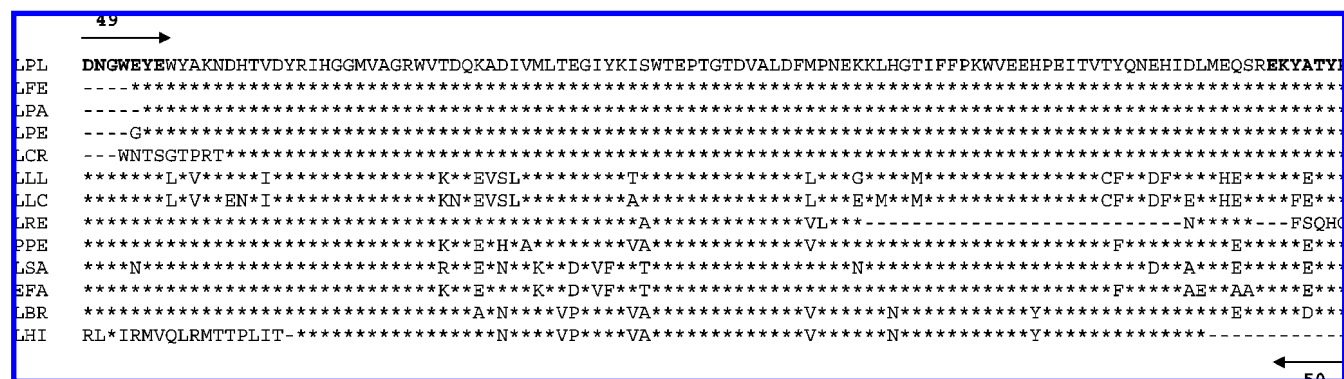 49
LPL DNGWEYEWYAKNDHTVDYRIHGGMVAGRWVTDQKADIVMLTEGIYKISWTEPTGTDVALDFMPNEKKLHGTIFFPKWVEEHPEITVTYQNEHIDLMEQSREKYATY
LFE ----******************************************************************************************************
LPA -----*****************************************************************************************************
LPE ----G*****************************************************************************************************
LCR ---WNTSGTPRT**********************************************************************************************
LLL *******L*V*****I**************K**EVSL*********T**************L***G****M***************CF**DF****HE*****E**
LLC *******L*V**EN*I**************KN*EVSL*********A**************L***E*M**M***************CF**DF*E**HE****FE**
LRE ***********************************************A*************VL***---------------------------N*****---FSQH
PPE ******************************K**E*H*A********VA*************V*************************F*********E*****E**
LSA ****N*************************R**E*N**K*D*VF***T*****************N************************D**A***E*****E**
EFA ******************************K**E****K*D*VF***T***************************************F*****AE**AA****E**
LBR *********************************A*N****VP****VA*************V******N***********Y****************E*****D**
LHI RL*IRMVQLRMTTPLIT-*****************N****VP****VA********************N***********Y**************-----------
50